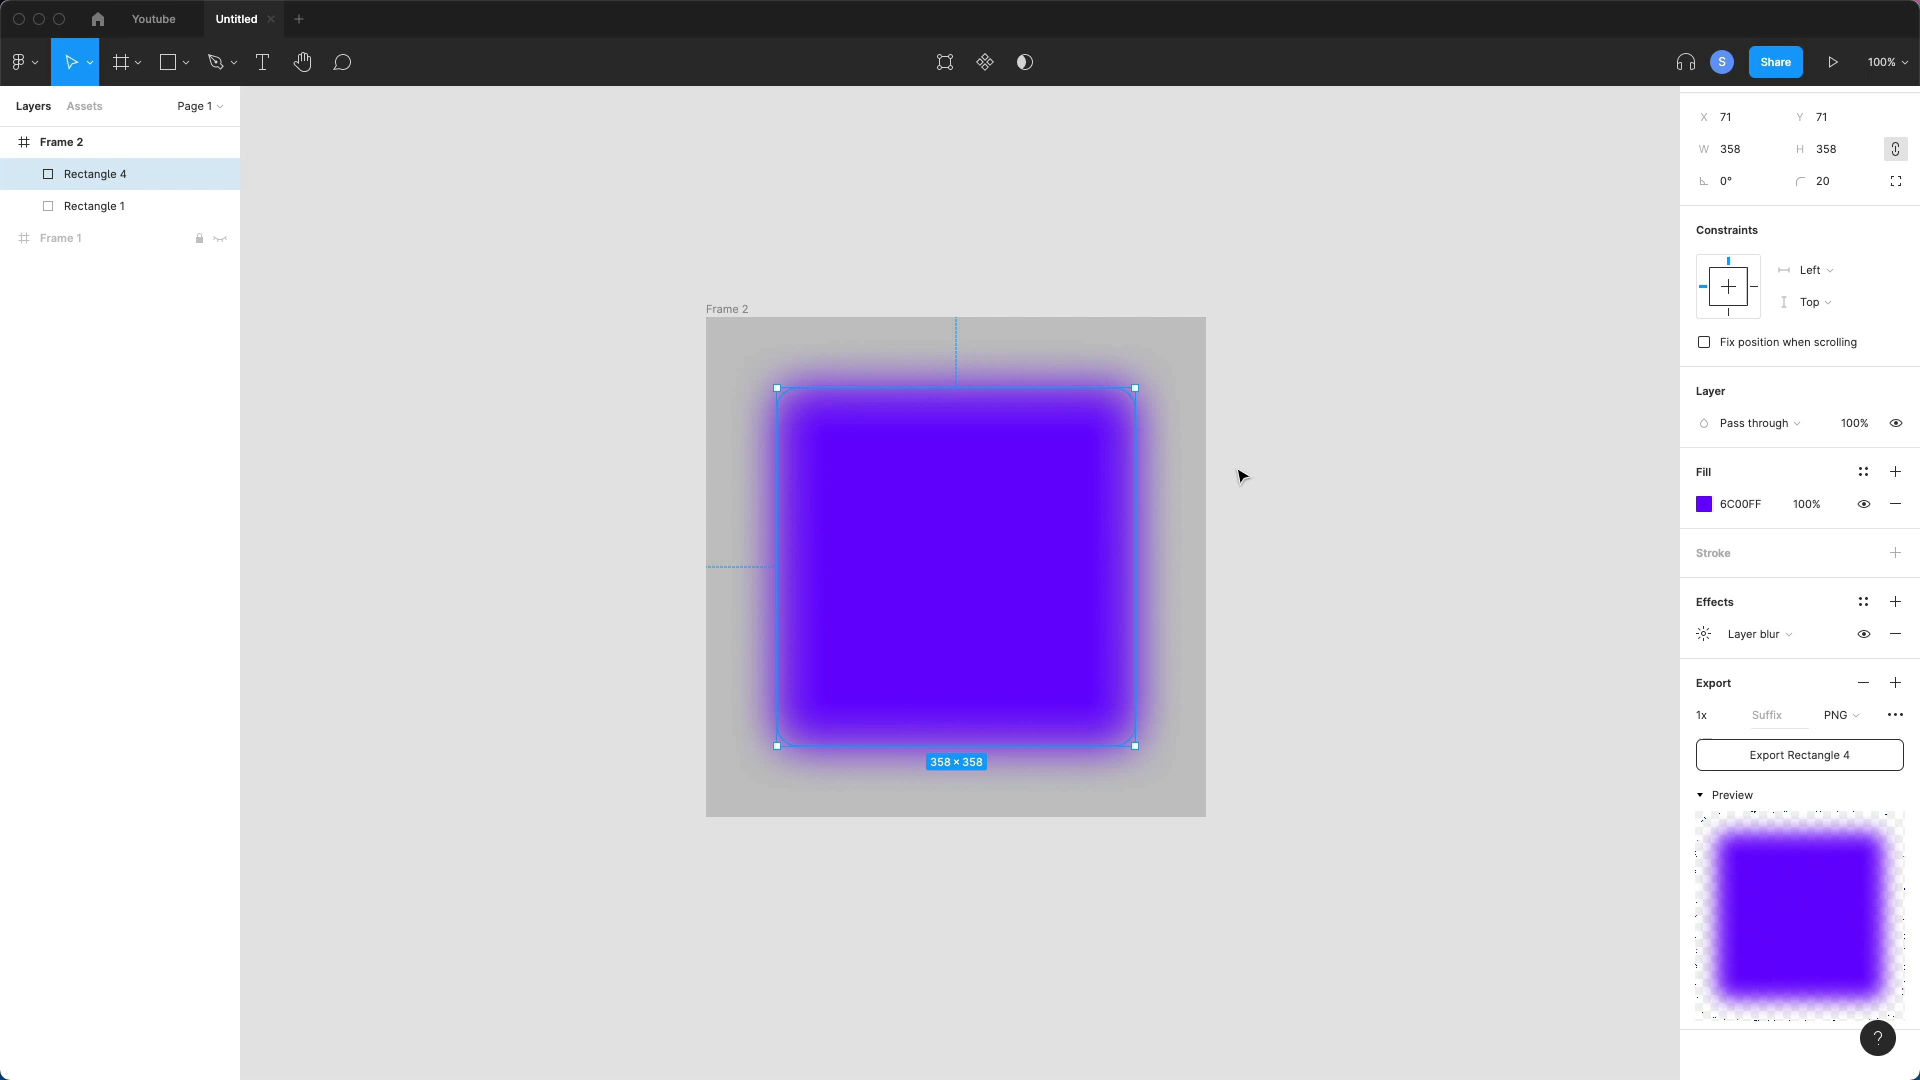 Youtube
Untitled
S
Share
100%
Layers
Assets
Page 1
Frame 2
Rectangle 4
Rectangle 1
Frame 1
Frame 2
358 × 358
X 71
Y 71
W 358
H 358
0°
20
Constraints
Left
Top
Fix position when scrolling
Layer
Pass through
100%
Fill
6C00FF
100%
Stroke
Effects
Layer blur
Export
1x
Suffix
PNG
Export Rectangle 4
Preview
?